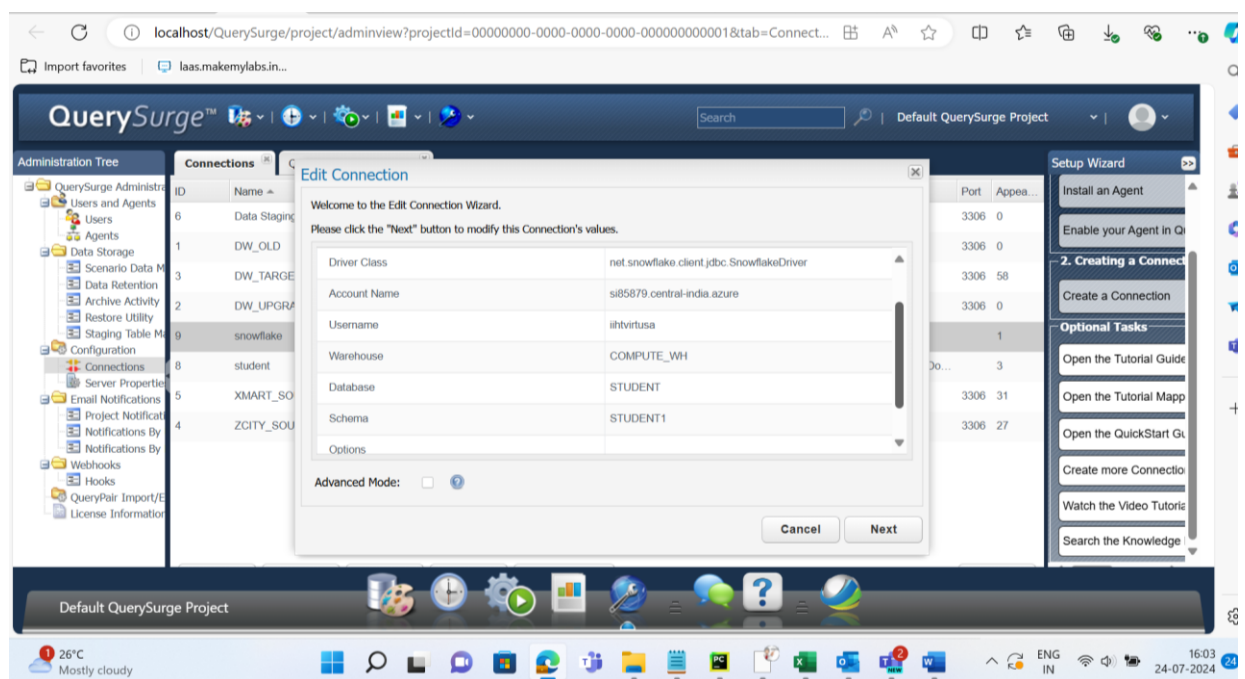 localhost/QuerySurge/project/adminview?projectId=00000000-0000-0000-0000-000000000001&tab=Connect...
Import favorites
laas.makemylabs.in...
QuerySurge™
Search
Default QuerySurge Project
Administration Tree
QuerySurge Administra
Users and Agents
Users
Agents
Data Storage
Scenario Data M
Data Retention
Archive Activity
Restore Utility
Staging Table Ma
Configuration
Connections
Server Propertie
Email Notifications
Project Notificati
Notifications By
Notifications By
Webhooks
Hooks
QueryPair Import/E
License Information
Connections
ID Name Port Appea...
6 Data Staging 3306 0
1 DW_OLD 3306 0
3 DW_TARGE 3306 58
2 DW_UPGRA 3306 0
9 snowflake 1
8 student Do... 3
5 XMART_SO 3306 31
4 ZCITY_SOU 3306 27
Edit Connection
Welcome to the Edit Connection Wizard.
Please click the "Next" button to modify this Connection's values.
Driver Class net.snowflake.client.jdbc.SnowflakeDriver
Account Name si85879.central-india.azure
Username iihtvirtusa
Warehouse COMPUTE_WH
Database STUDENT
Schema STUDENT1
Options
Advanced Mode:
Cancel Next
Setup Wizard
Install an Agent
Enable your Agent in Qu
2. Creating a Connect
Create a Connection
Optional Tasks
Open the Tutorial Guide
Open the Tutorial Mapp
Open the QuickStart Gu
Create more Connectio
Watch the Video Tutoria
Search the Knowledge
Default QuerySurge Project
1
26°C
Mostly cloudy
2
NEW
ENG
IN
16:03
24-07-2024
24